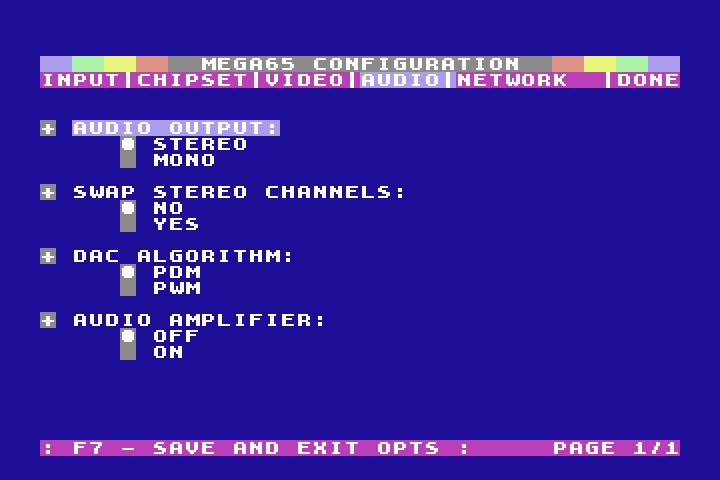 MEGA65 CONFIGURATION
INPUT|CHIPSET|VIDEO|AUDIO|NETWORK |DONE
+ AUDIO OUTPUT:
STEREO
MONO
+ SWAP STEREO CHANNELS:
NO
YES
+ DAC ALGORITHM:
PDM
PWM
+ AUDIO AMPLIFIER:
OFF
ON
: F7 - SAVE AND EXIT OPTS : PAGE 1/1